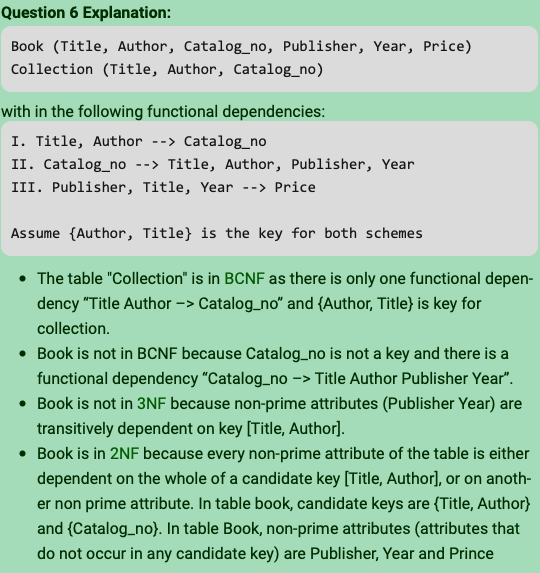 Question 6 Explanation:
Book (Title, Author, Catalog_no, Publisher, Year, Price)
Collection (Title, Author, Catalog_no)
with in the following functional dependencies:
I. Title, Author --> Catalog_no
II. Catalog_no --> Title, Author, Publisher, Year
III. Publisher, Title, Year --> Price
Assume {Author, Title} is the key for both schemes
• The table "Collection" is in BCNF as there is only one functional depen-
dency “Title Author –> Catalog_no” and {Author, Title} is key for
collection.
• Book is not in BCNF because Catalog_no is not a key and there is a
functional dependency “Catalog_no –> Title Author Publisher Year”.
• Book is not in 3NF because non-prime attributes (Publisher Year) are
transitively dependent on key [Title, Author].
• Book is in 2NF because every non-prime attribute of the table is either
dependent on the whole of a candidate key [Title, Author], or on anoth-
er non prime attribute. In table book, candidate keys are {Title, Author}
and {Catalog_no}. In table Book, non-prime attributes (attributes that
do not occur in any candidate key) are Publisher, Year and Prince